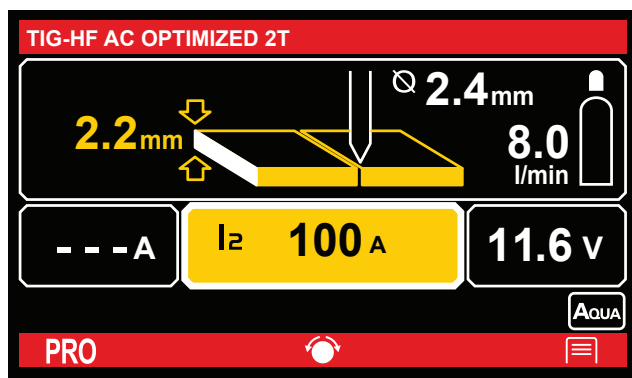 TIG-HF AC OPTIMIZED 2T
2.4mm
2.2mm
8.0
l/min
- - -A
I2 100 A
11.6 V
AQUA
PRO